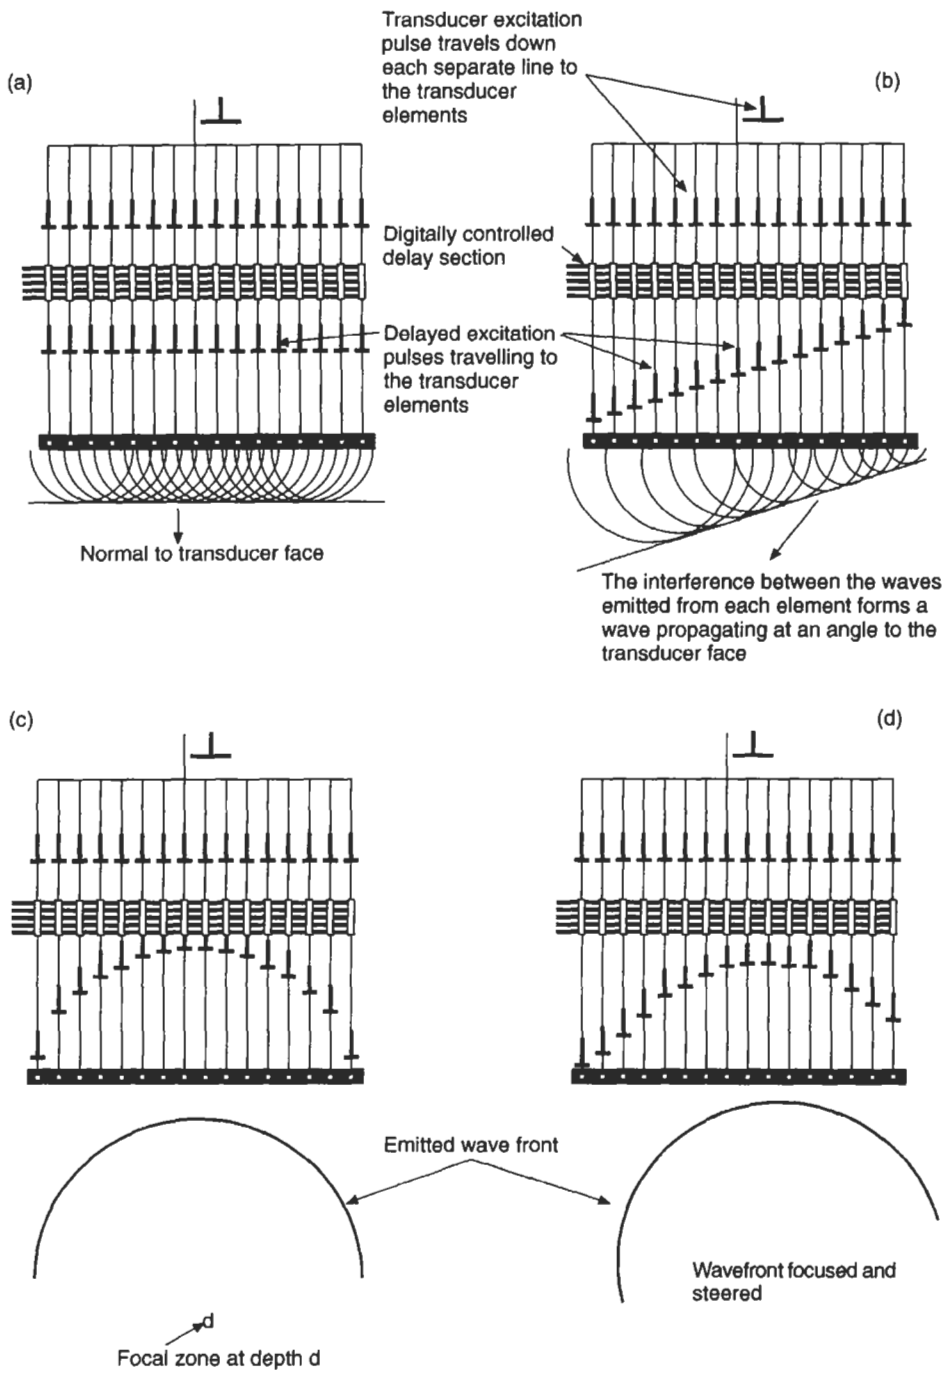 Transducer excitation
pulse travels down
each separate line to
the transducer
elements
(a)
(b)
Digitally controlled
delay section
Delayed excitation
pulses travelling to
the transducer
elements
Normal to transducer face
The interference between the waves
emitted from each element forms a
wave propagating at an angle to the
transducer face
(c)
(d)
Emitted wave front
Wavefront focused and
steered
d
Focal zone at depth d